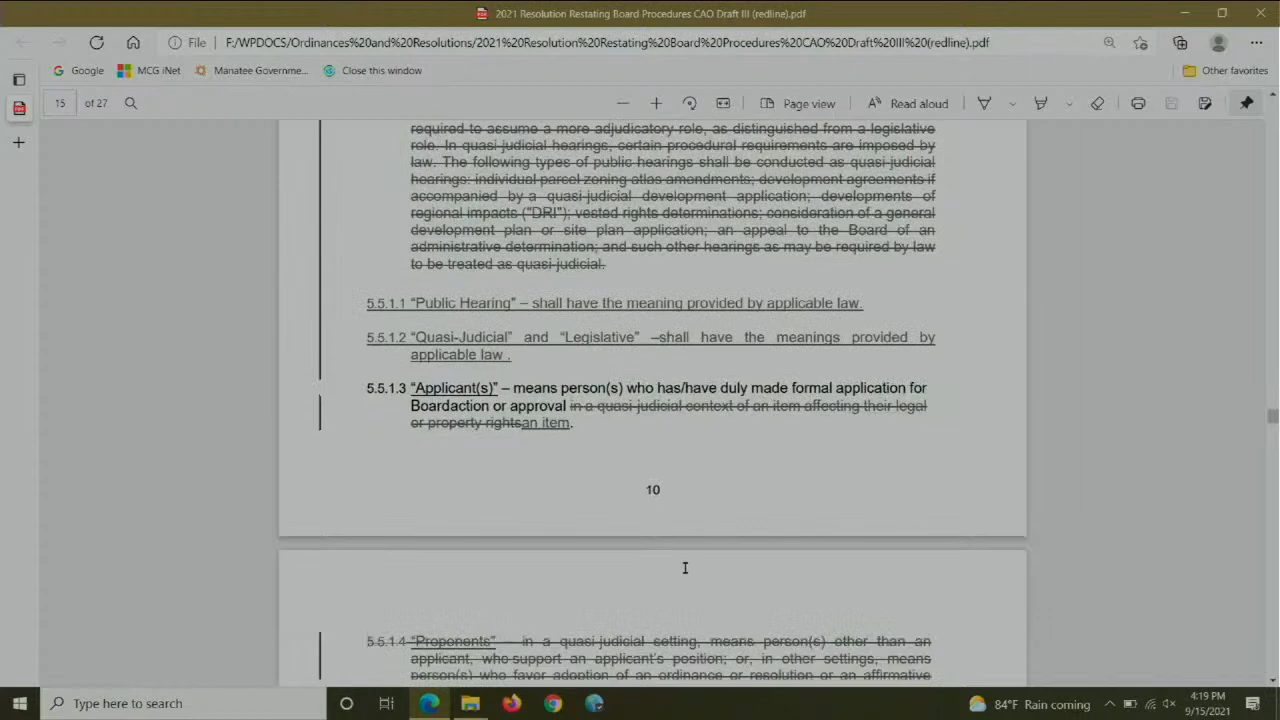 2021 Resolution Restating Board Procedures CAO Draft III (redline).pdf
File
F:/WPDOCS/Ordinances%20and%20Resolutions/2021%20Resolution%20Restating%20Board%20Procedures%20CAO%20Draft%20III%20(redline).pdf
Google
MCG iNet
Manatee Governme...
Close this window
Other favorites
15 of 27
Page view
Read aloud
required to assume a more adjudicatory role, as distinguished from a legislative
role. In quasi-judicial hearings, certain procedural requirements are imposed by
law. The following types of public hearings shall be conducted as quasi-judicial
hearings: individual parcel zoning atlas amendments; development agreements if
accompanied by a quasi-judicial development application; developments of
regional impacts ("DRI"); vested rights determinations; consideration of a general
development plan or site plan application; an appeal to the Board of an
administrative determination; and such other hearings as may be required by law
to be treated as quasi-judicial.
5.5.1.1 “Public Hearing” – shall have the meaning provided by applicable law.
5.5.1.2 “Quasi-Judicial” and “Legislative” –shall have the meanings provided by
applicable law .
5.5.1.3 “Applicant(s)” – means person(s) who has/have duly made formal application for
Boardaction or approval in a quasi-judicial context of an item affecting their legal
or property rightsan item.
10
5.5.1.4 “Proponents” – in a quasi-judicial setting, means person(s) other than an
applicant, who support an applicant's position; or, in other settings, means
person(s) who favor adoption of an ordinance or resolution or an affirmative
Type here to search
84°F Rain coming
4:19 PM
9/15/2021